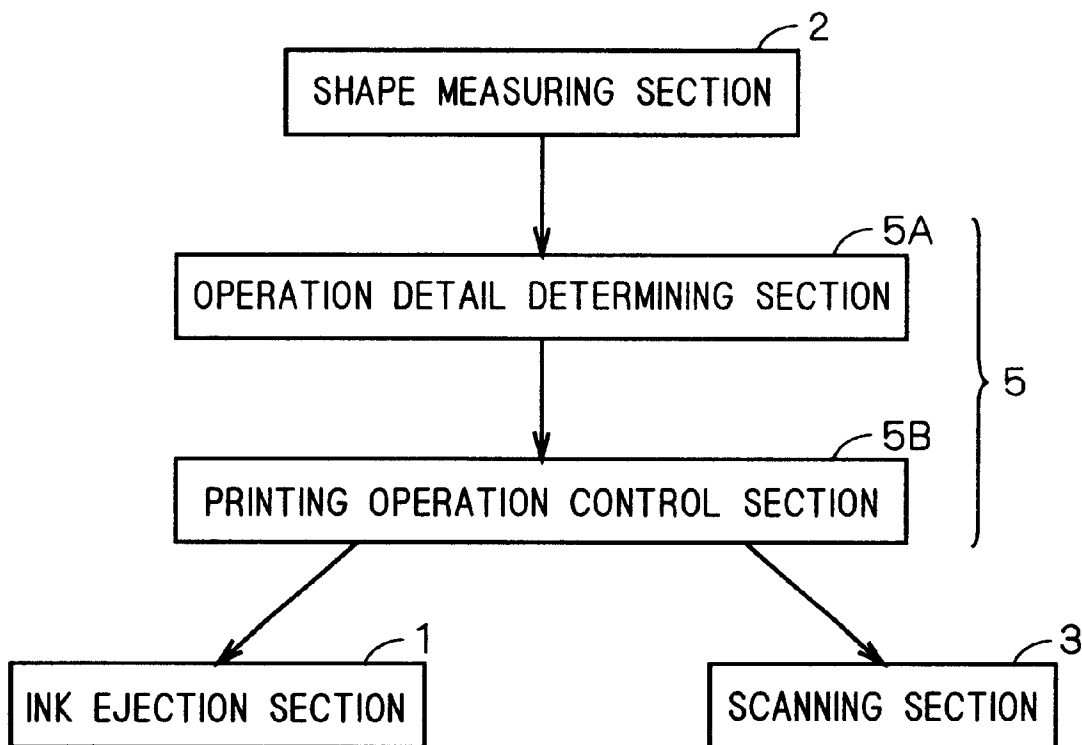 2
SHAPE MEASURING SECTION
5A
OPERATION DETAIL DETERMINING SECTION
5
5B
PRINTING OPERATION CONTROL SECTION
1
INK EJECTION SECTION
3
SCANNING SECTION